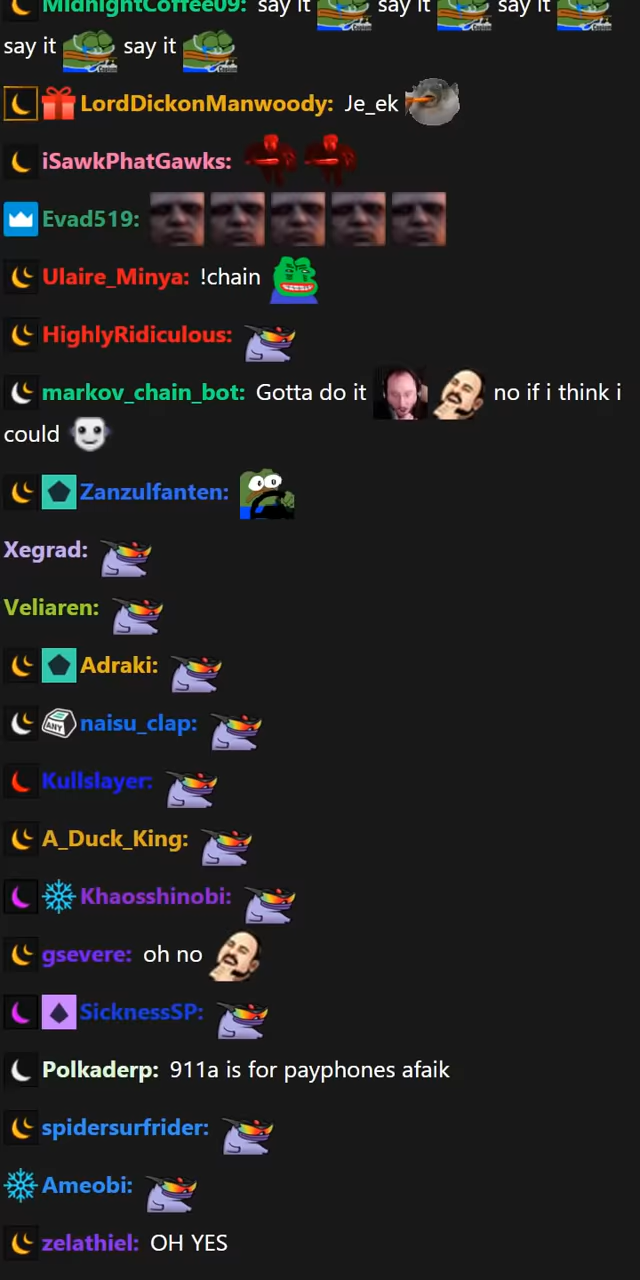 MidnightCoffee09: say it say it say it
say it say it
LordDickonManwoody: Je_ek
iSawkPhatGawks:
Evad519:
Ulaire_Minya: !chain
HighlyRidiculous:
markov_chain_bot: Gotta do it no if i think i
could
Zanzulfanten:
Xegrad:
Veliaren:
Adraki:
ANY naisu_clap:
Kullslayer:
A_Duck_King:
Khaosshinobi:
gsevere: oh no
SicknessSP:
Polkaderp: 911a is for payphones afaik
spidersurfrider:
Ameobi:
zelathiel: OH YES